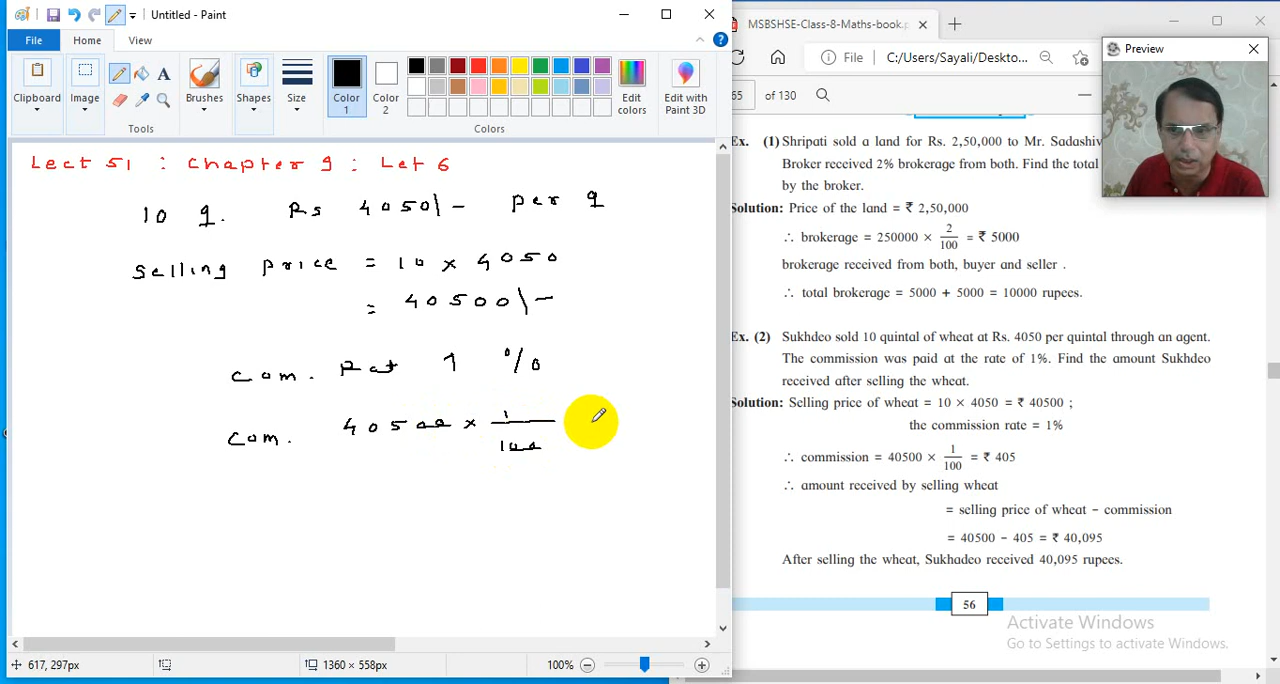 Untitled - Paint
File Home View
Clipboard Image Tools Brushes Shapes Size Color 1 Color 2 Colors Edit colors Edit with Paint 3D
Lect 51 : Chapter 9 : Let 6
10 q. Rs 4050/- per q
Selling price = 10 × 4050
= 40500/-
com. Rat 1 %
com. 40500 × 1/100
617, 297px 1360 × 558px 100%
MSBSHSE-Class-8-Maths-book.p
File C:/Users/Sayali/Deskto...
of 130
Preview
Ex. (1) Shripati sold a land for Rs. 2,50,000 to Mr. Sadashiv
Broker received 2% brokerage from both. Find the total
by the broker.
Solution: Price of the land = ₹ 2,50,000
∴ brokerage = 250000 × 2/100 = ₹ 5000
brokerage received from both, buyer and seller .
∴ total brokerage = 5000 + 5000 = 10000 rupees.
Ex. (2) Sukhdeo sold 10 quintal of wheat at Rs. 4050 per quintal through an agent.
The commission was paid at the rate of 1%. Find the amount Sukhdeo
received after selling the wheat.
Solution: Selling price of wheat = 10 × 4050 = ₹ 40500 ;
the commission rate = 1%
∴ commission = 40500 × 1/100 = ₹ 405
∴ amount received by selling wheat
= selling price of wheat − commission
= 40500 − 405 = ₹ 40,095
After selling the wheat, Sukhadeo received 40,095 rupees.
56
Activate Windows
Go to Settings to activate Windows.